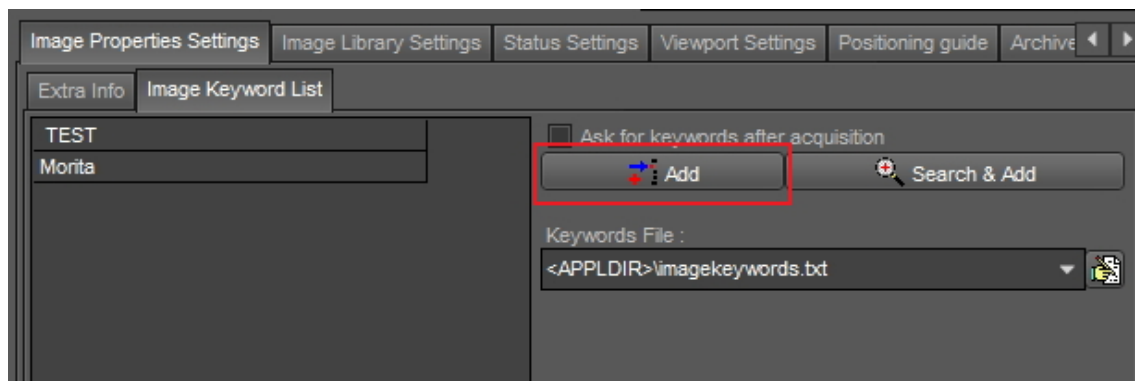 Image Properties Settings Image Library Settings Status Settings Viewport Settings Positioning guide Archive
Extra Info Image Keyword List
TEST
Morita
Ask for keywords after acquisition
Add Search & Add
Keywords File :
<APPLDIR>\imagekeywords.txt